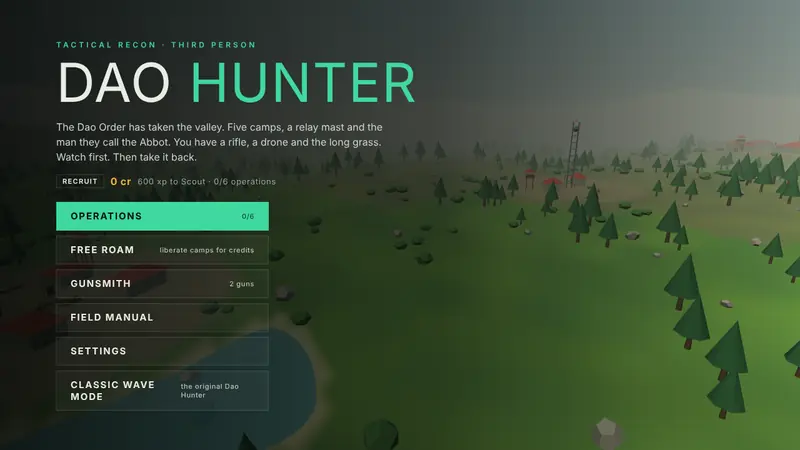 TACTICAL RECON · THIRD PERSON
DAO HUNTER
The Dao Order has taken the valley. Five camps, a relay mast and the
man they call the Abbot. You have a rifle, a drone and the long grass.
Watch first. Then take it back.
RECRUIT 0 cr 600 xp to Scout · 0/6 operations
OPERATIONS 0/6
FREE ROAM liberate camps for credits
GUNSMITH 2 guns
FIELD MANUAL
SETTINGS
CLASSIC WAVE the original Dao
MODE Hunter